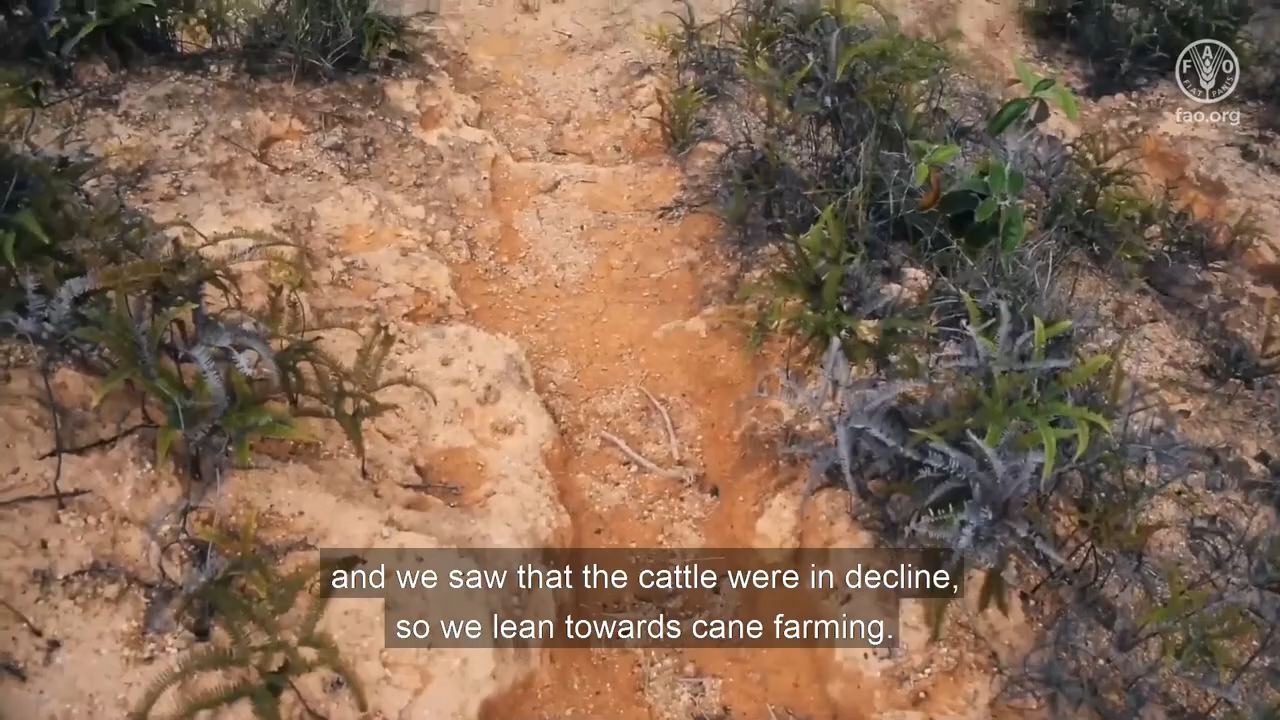 FAO
FIAT PANIS
fao.org
and we saw that the cattle were in decline,
so we lean towards cane farming.